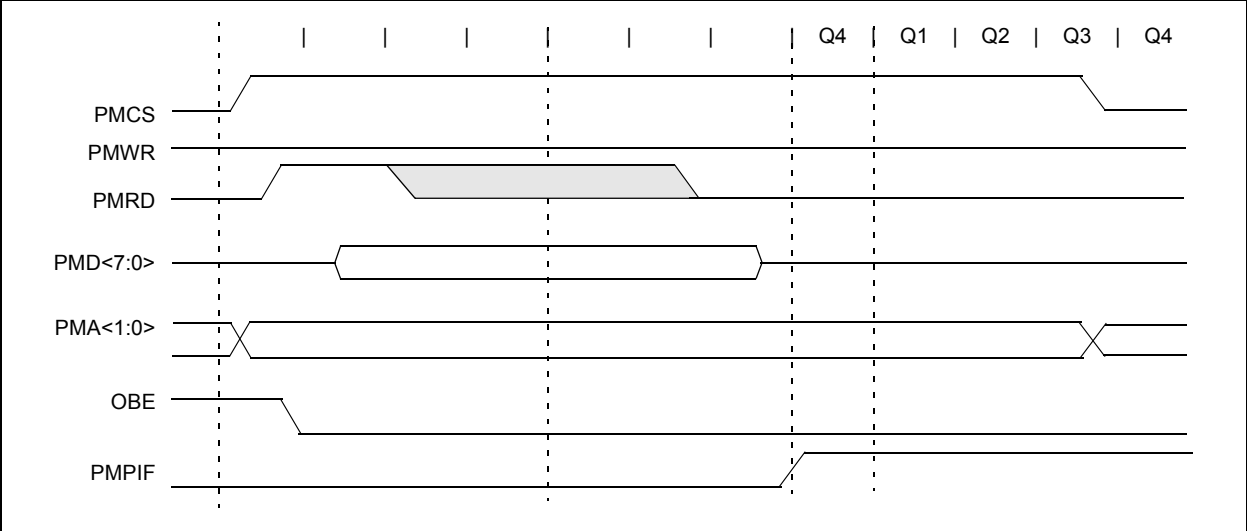 | | | | | | | Q4 | Q1 | Q2 | Q3 | Q4
PMCS
PMWR
PMRD
PMD<7:0>
PMA<1:0>
OBE
PMPIF